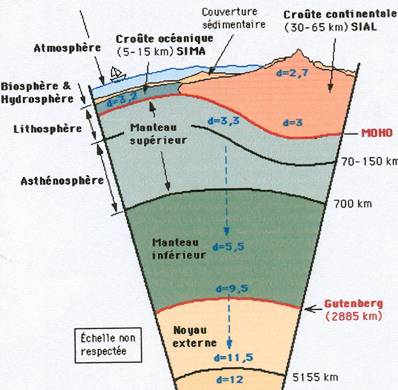 Couverture
sédimentaire
Croûte continentale
(30-65 km) SIAL
Croûte océanique
(5-15 km) SIMA
Atmosphère
d=2,7
Biosphère &
Hydrosphère
d=3,2
Lithosphère
d=3,3
d=3
MOHO
Manteau
supérieur
70-150 km
Asthénosphère
700 km
Manteau
inférieur
d=5,5
d=9,5
Gutenberg
(2885 km)
Noyau
externe
Échelle non
respectée
d=11,5
d=12
5155 km